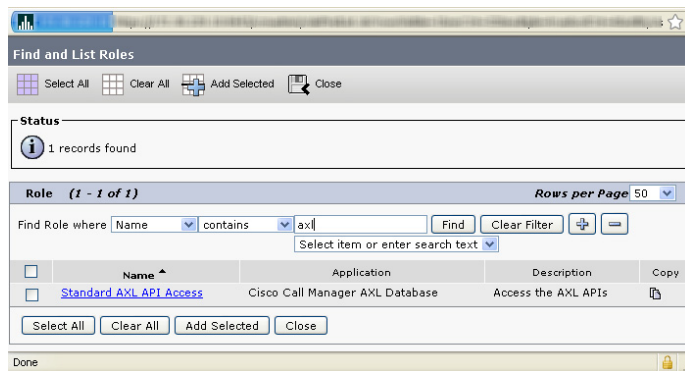 Find and List Roles
Select All Clear All Add Selected Close
Status
i 1 records found
Role (1 - 1 of 1) Rows per Page 50
Find Role where Name contains axl Find Clear Filter
Select item or enter search text
Name Application Description Copy
Standard AXL API Access Cisco Call Manager AXL Database Access the AXL APIs
Select All Clear All Add Selected Close
Done